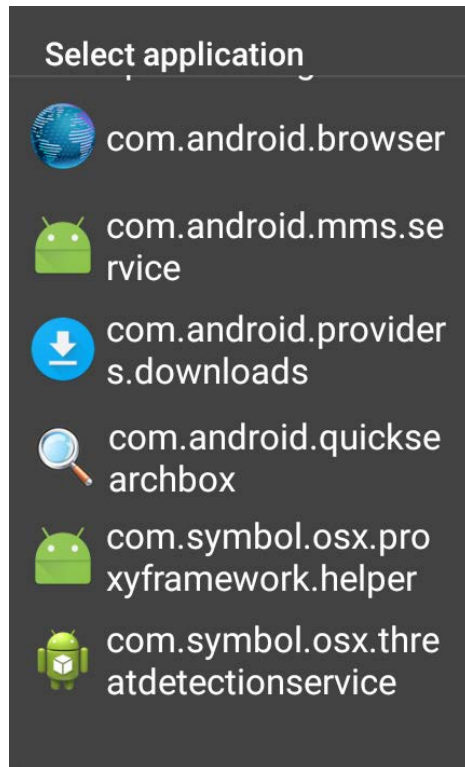 Select application
com.android.browser
com.android.mms.se
rvice
com.android.provider
s.downloads
com.android.quickse
archbox
com.symbol.osx.pro
xyframework.helper
com.symbol.osx.thre
atdetectionservice